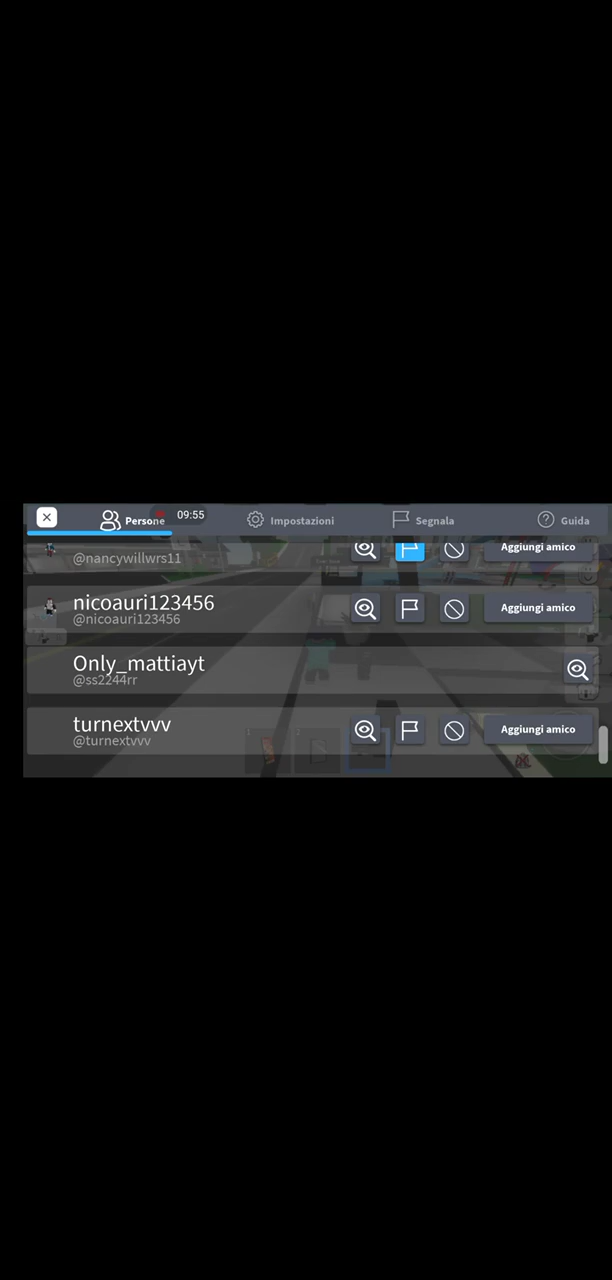 Persone
09:55
Impostazioni
Segnala
Guida
@nancywillwrs11
Aggiungi amico
nicoauri123456
@nicoauri123456
Aggiungi amico
Only_mattiayt
@ss2244rr
turnextvvv
@turnextvvv
Aggiungi amico